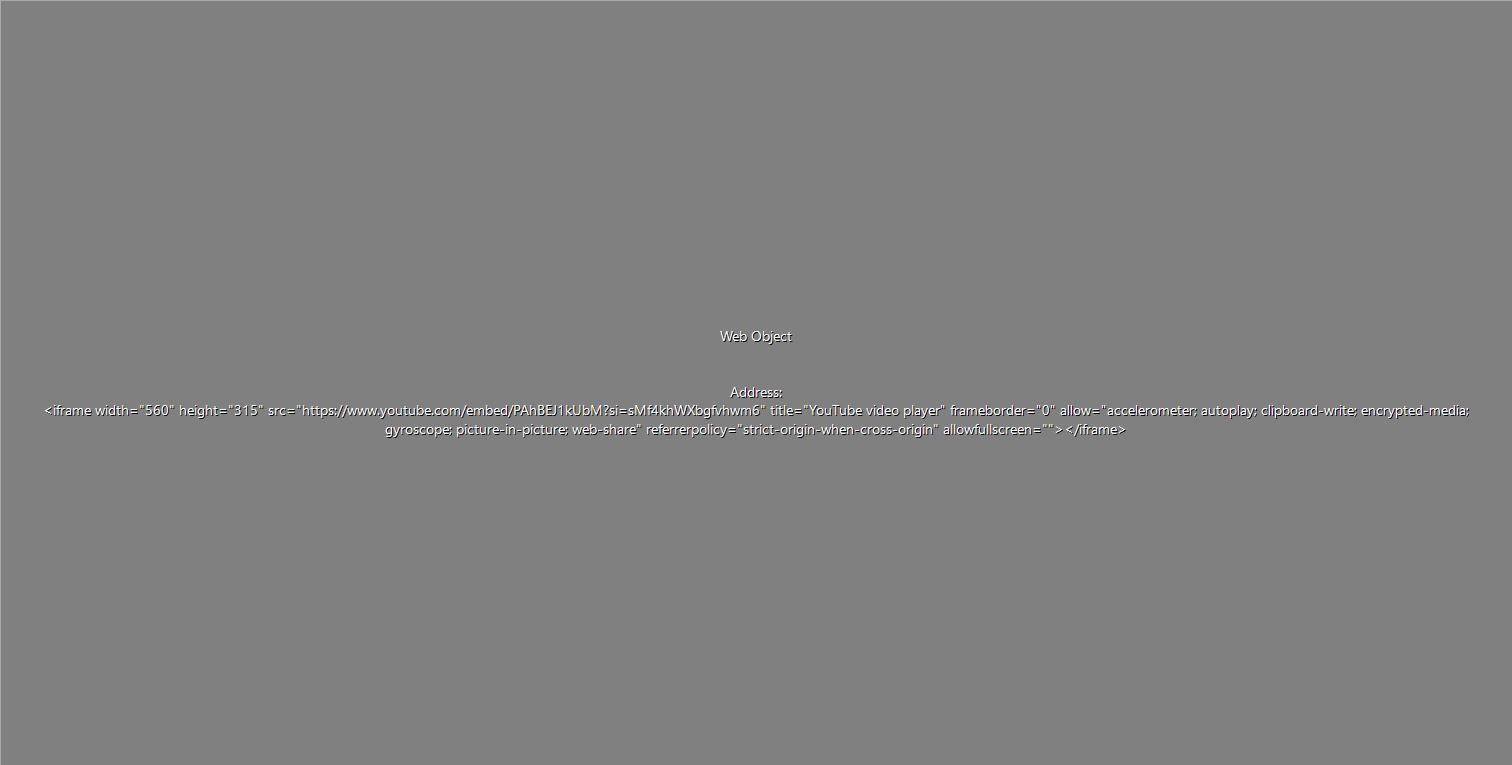 Web Object
Address:
<iframe width="560" height="315" src="https://www.youtube.com/embed/PAhBEJ1kUbM?si=sMf4khWXbgfvhwm6" title="YouTube video player" frameborder="0" allow="accelerometer; autoplay; clipboard-write; encrypted-media;
gyroscope; picture-in-picture; web-share" referrerpolicy="strict-origin-when-cross-origin" allowfullscreen=""></iframe>